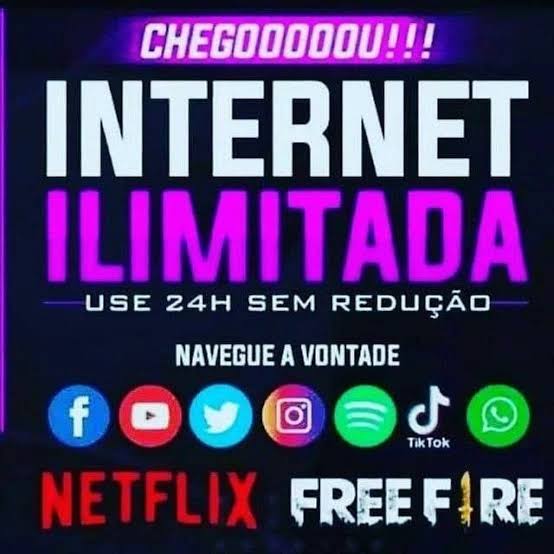 CHEGOOOOOU!!!
INTERNET
ILIMITADA
USE 24H SEM REDUÇÃO
NAVEGUE A VONTADE
TikTok
NETFLIX FREE FIRE